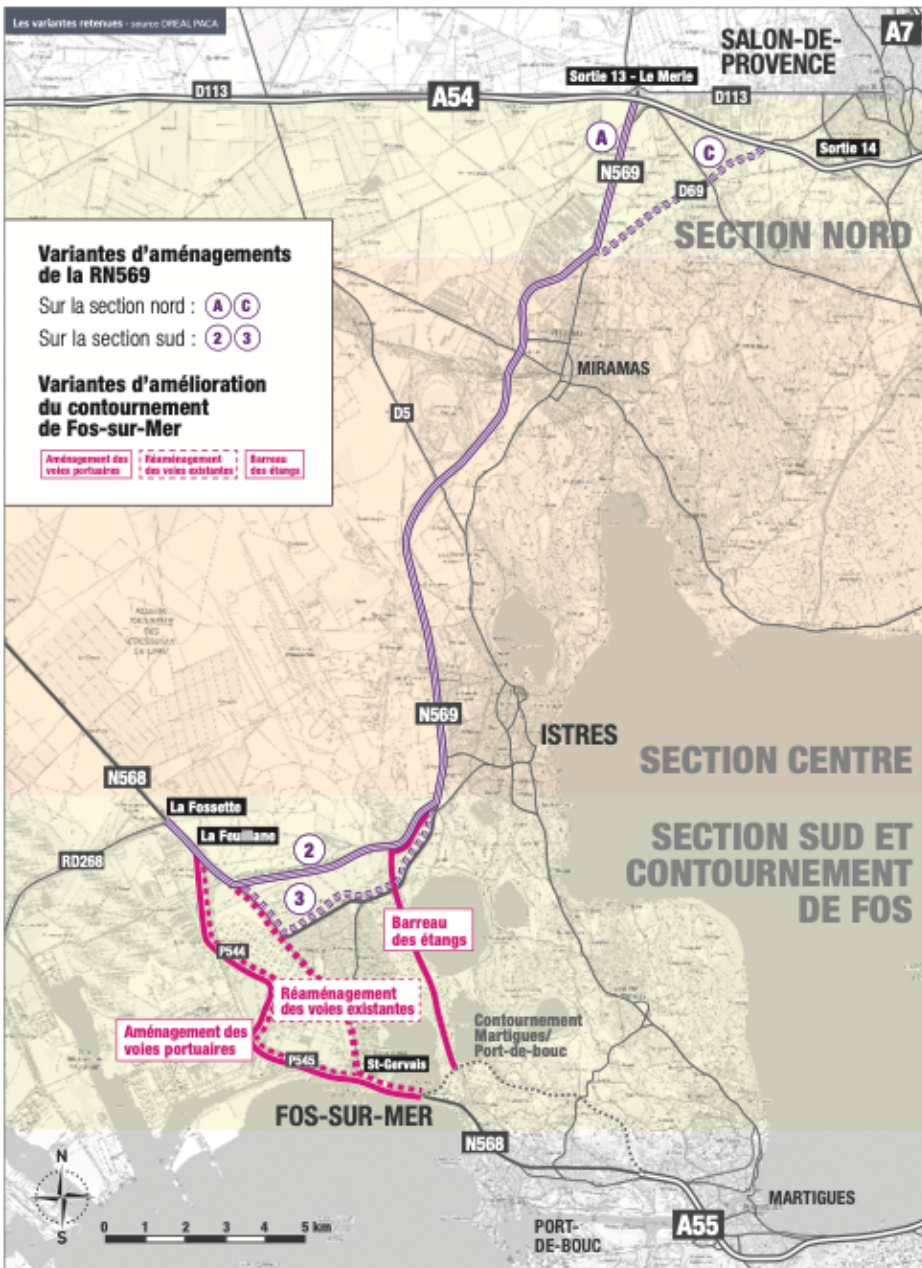 Les variantes retenues - source DREAL PACA
A7
SALON-DE-
PROVENCE
Sortie 13 - Le Merle
D113
A54
D113
A
C
Sortie 14
N569
D69
SECTION NORD
Variantes d'aménagements
de la RN569
Sur la section nord : A C
Sur la section sud : 2 3
Variantes d'amélioration
du contournement
de Fos-sur-Mer
Aménagement des
voies portuaires
Réaménagement
des voies existantes
Barreau
des étangs
MIRAMAS
D5
N569
ISTRES
SECTION CENTRE
N568
La Fossette
La Feuillane
SECTION SUD ET
CONTOURNEMENT
DE FOS
2
RD268
3
Barreau
des étangs
P544
Réaménagement
des voies existantes
Contournement
Martigues/
Port-de-bouc
Aménagement des
voies portuaires
P545
St-Gervais
FOS-SUR-MER
N568
N
S
0 1 2 3 4 5 km
MARTIGUES
PORT-
DE-BOUC
A55